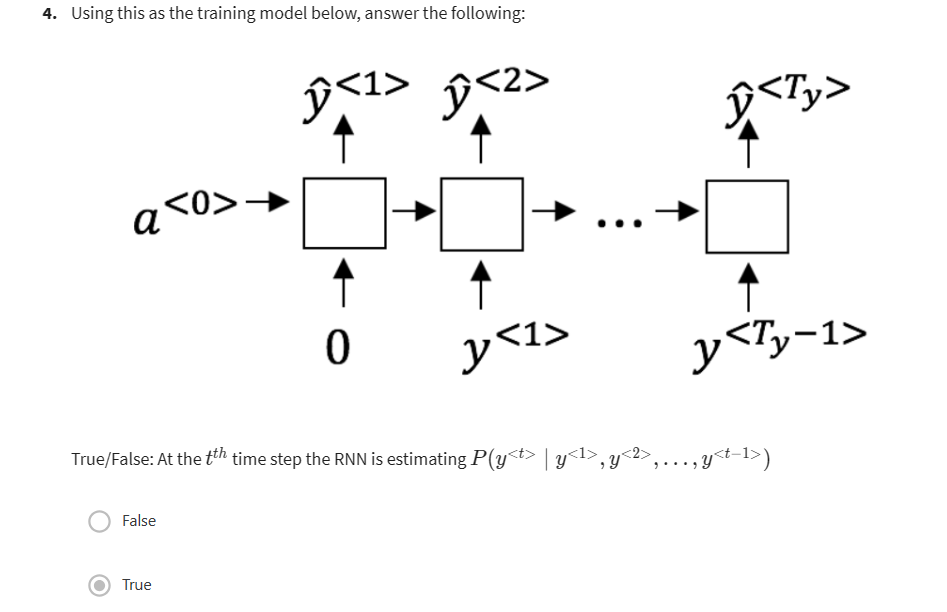 4. Using this as the training model below, answer the following:
ŷ<1> ŷ<2> ŷ<Ty>
a<0>
...
0 y<1> y<Ty−1>
True/False: At the tth time step the RNN is estimating P(y<t> | y<1>, y<2>, . . . , y<t−1>)
False
True